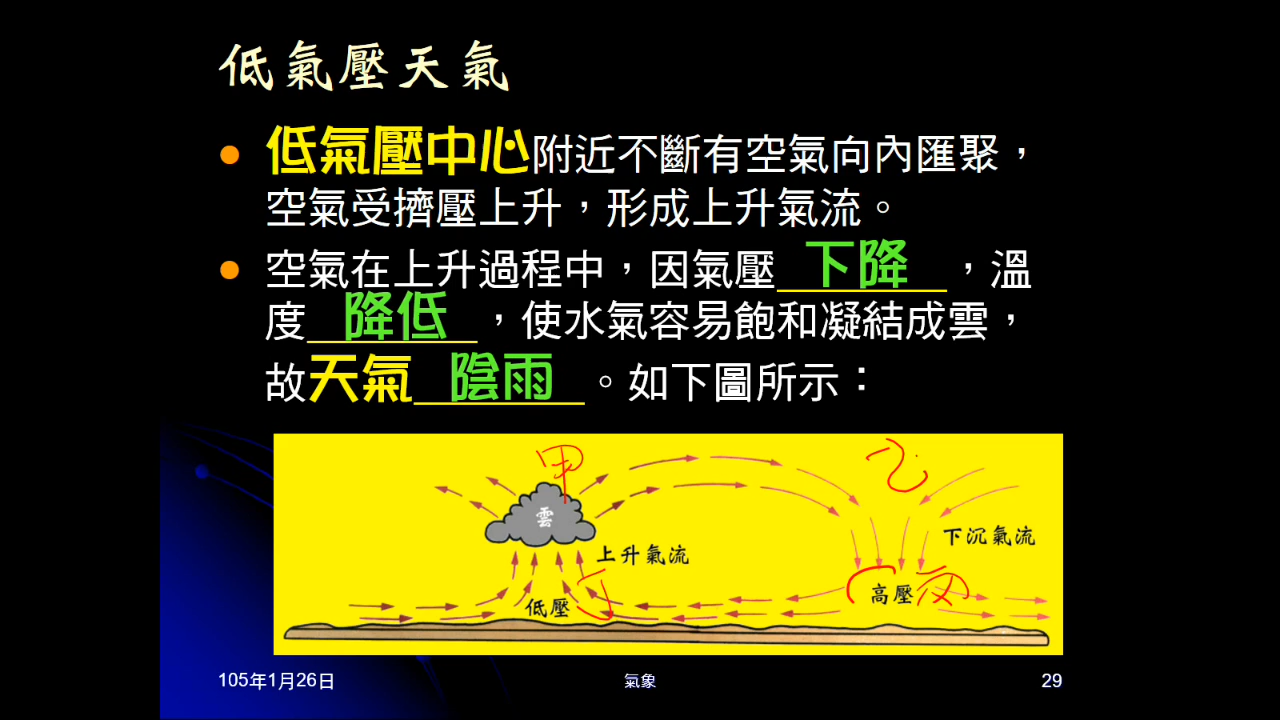 低氣壓天氣
低氣壓中心附近不斷有空氣向內匯聚，
空氣受擠壓上升，形成上升氣流。
空氣在上升過程中，因氣壓下降，溫
度降低，使水氣容易飽和凝結成雲，
故天氣陰雨。如下圖所示：
甲
乙
雲
下沉氣流
上升氣流
高壓
低壓
丁
105年1月26日
氣象
29